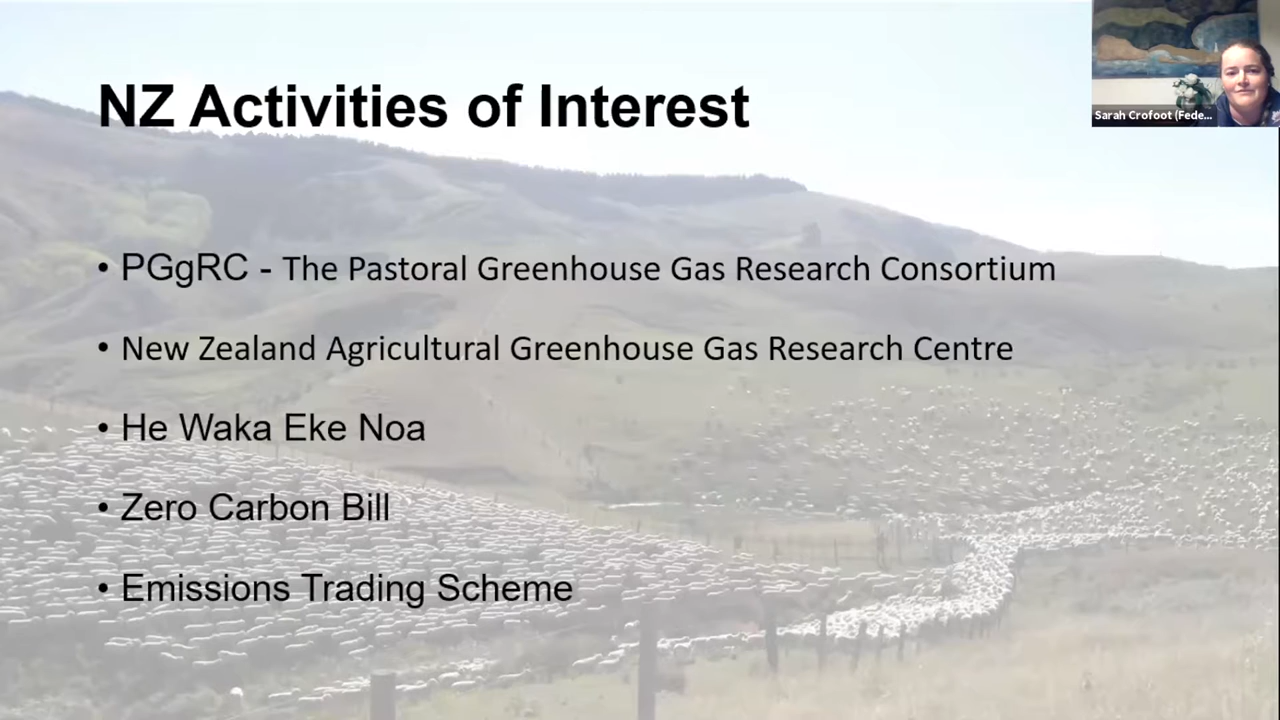 NZ Activities of Interest
Sarah Crofoot (Fede...
• PGgRC - The Pastoral Greenhouse Gas Research Consortium
• New Zealand Agricultural Greenhouse Gas Research Centre
• He Waka Eke Noa
• Zero Carbon Bill
• Emissions Trading Scheme